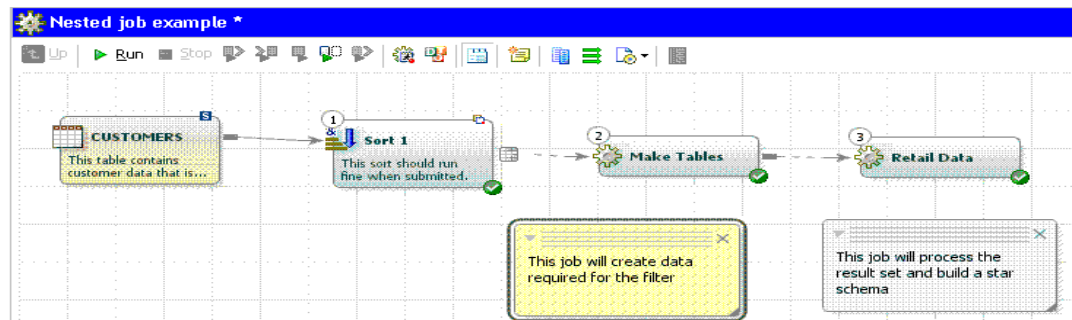 Nested job example *
Up Run Stop
S
CUSTOMERS
This table contains
customer data that is...
1
&
Sort 1
This sort should run
fine when submitted.
2
Make Tables
3
Retail Data
This job will create data
required for the filter
This job will process the
result set and build a star
schema